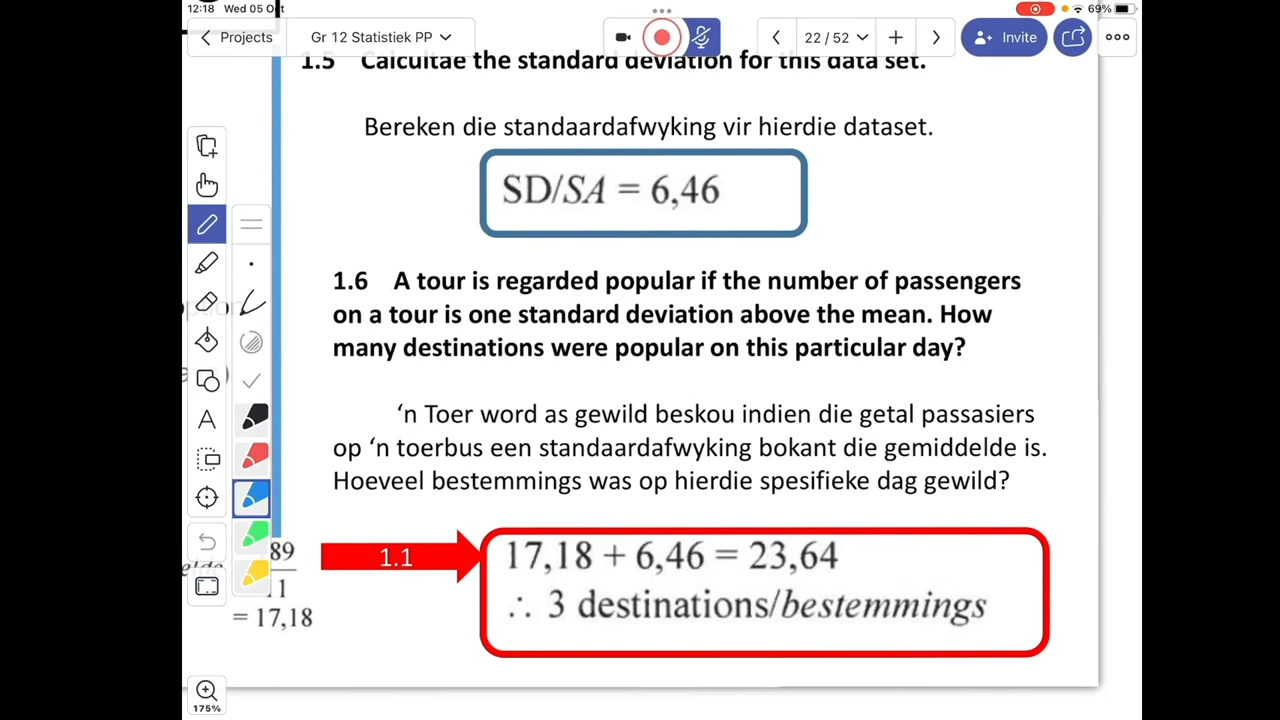 12:18 Wed 05 Oct
69%
Projects
Gr 12 Statistiek PP
22 / 52
Invite
1.5 Calcultae the standard deviation for this data set.
Bereken die standaardafwyking vir hierdie dataset.
SD/SA = 6,46
1.6 A tour is regarded popular if the number of passengers
on a tour is one standard deviation above the mean. How
many destinations were popular on this particular day?
‘n Toer word as gewild beskou indien die getal passasiers
op ‘n toerbus een standaardafwyking bokant die gemiddelde is.
Hoeveel bestemmings was op hierdie spesifieke dag gewild?
89
= 17,18
1.1
17,18 + 6,46 = 23,64
∴ 3 destinations/bestemmings
175%